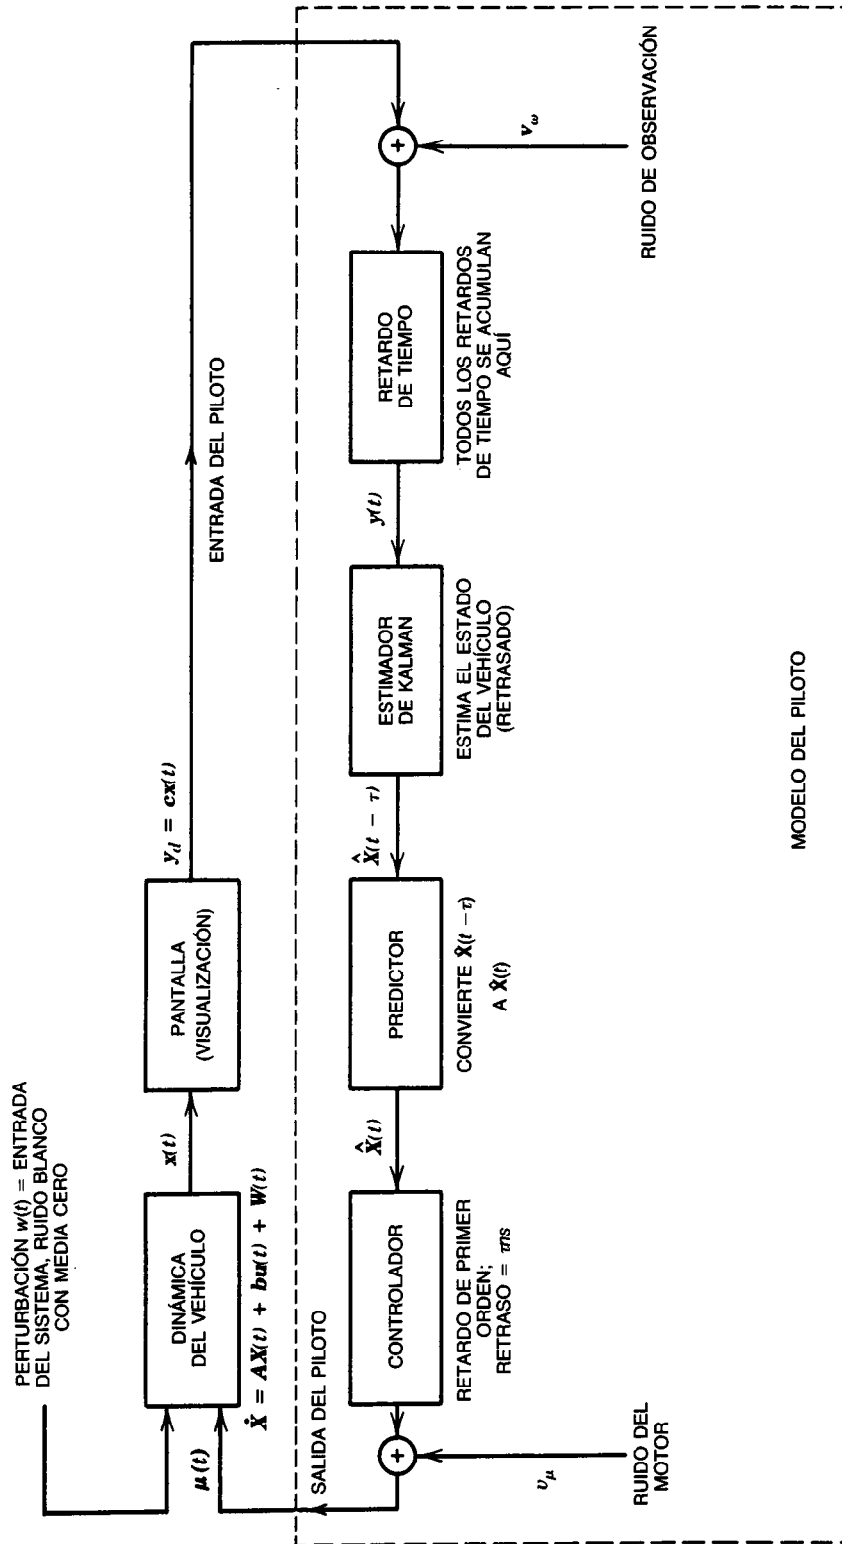 PERTURBACIÓN w(t) = ENTRADA
DEL SISTEMA, RUIDO BLANCO
CON MEDIA CERO
μ(t)
DINÁMICA
DEL VEHÍCULO
Ẋ = AX(t) + bu(t) + W(t)
x(t)
PANTALLA
(VISUALIZACIÓN)
y_d = cx(t)
ENTRADA DEL PILOTO
SALIDA DEL PILOTO
+
CONTROLADOR
RETARDO DE PRIMER
ORDEN;
RETRASO = τns
X̂(t)
PREDICTOR
CONVIERTE X̂(t − τ)
A X̂(t)
X̂(t − τ)
ESTIMADOR
DE KALMAN
ESTIMA EL ESTADO
DEL VEHÍCULO
(RETRASADO)
y(t)
RETARDO
DE TIEMPO
TODOS LOS RETARDOS
DE TIEMPO SE ACUMULAN
AQUÍ
+
υ_μ
RUIDO DEL
MOTOR
v_ω
RUIDO DE OBSERVACIÓN
MODELO DEL PILOTO